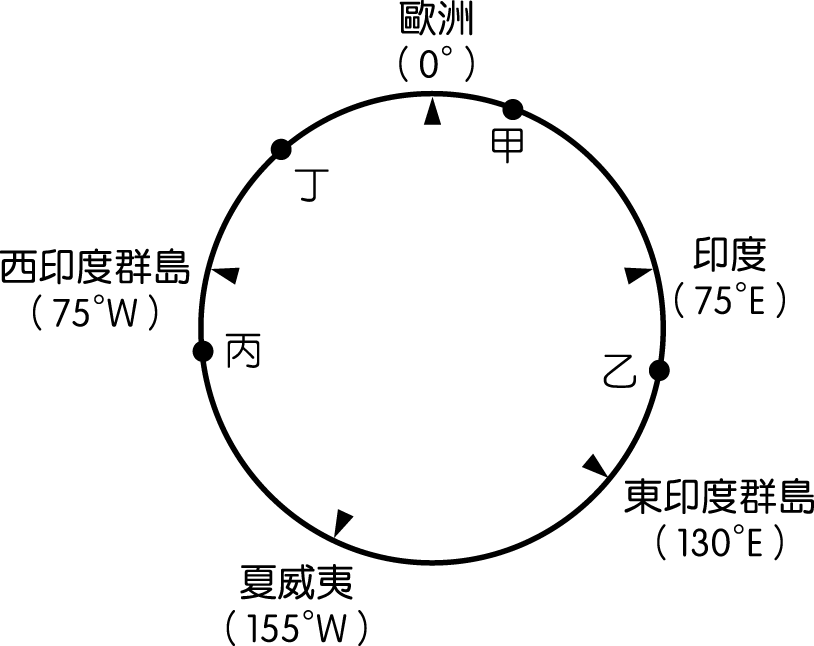 歐洲
（0°）
甲
丁
西印度群島
（75°W）
印度
（75°E）
丙
乙
東印度群島
（130°E）
夏威夷
（155°W）